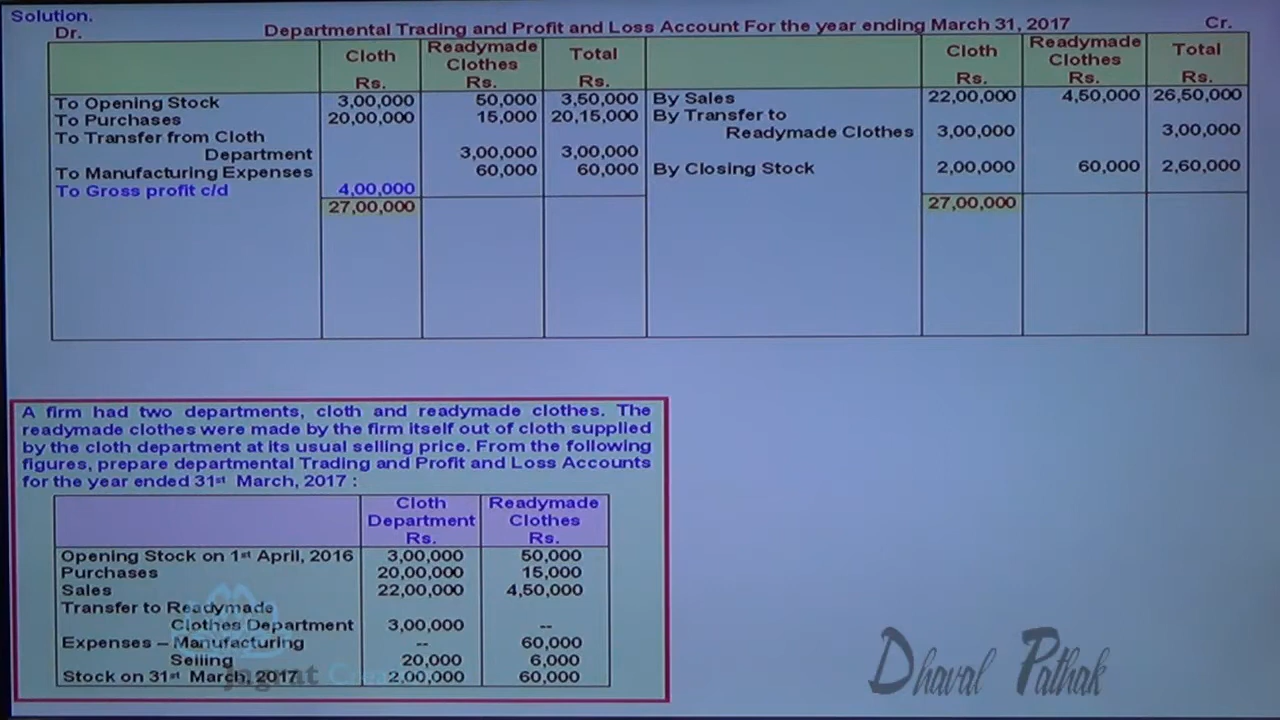 Solution.
Departmental Trading and Profit and Loss Account For the year ending March 31, 2017
Dr.
Cr.
Cloth Rs. Readymade Clothes Rs. Total Rs. Cloth Rs. Readymade Clothes Rs. Total Rs.
To Opening Stock 3,00,000 50,000 3,50,000 By Sales 22,00,000 4,50,000 26,50,000
To Purchases 20,00,000 15,000 20,15,000 By Transfer to
To Transfer from Cloth Readymade Clothes 3,00,000 3,00,000
Department 3,00,000 3,00,000
To Manufacturing Expenses 60,000 60,000 By Closing Stock 2,00,000 60,000 2,60,000
To Gross profit c/d 4,00,000
27,00,000 27,00,000
A firm had two departments, cloth and readymade clothes. The
readymade clothes were made by the firm itself out of cloth supplied
by the cloth department at its usual selling price. From the following
figures, prepare departmental Trading and Profit and Loss Accounts
for the year ended 31st March, 2017 :
Cloth Department Rs. Readymade Clothes Rs.
Opening Stock on 1st April, 2016 3,00,000 50,000
Purchases 20,00,000 15,000
Sales 22,00,000 4,50,000
Transfer to Readymade
Clothes Department 3,00,000 --
Expenses – Manufacturing -- 60,000
Selling 20,000 6,000
Stock on 31st March, 2017 2,00,000 60,000
Dhaval Pathak